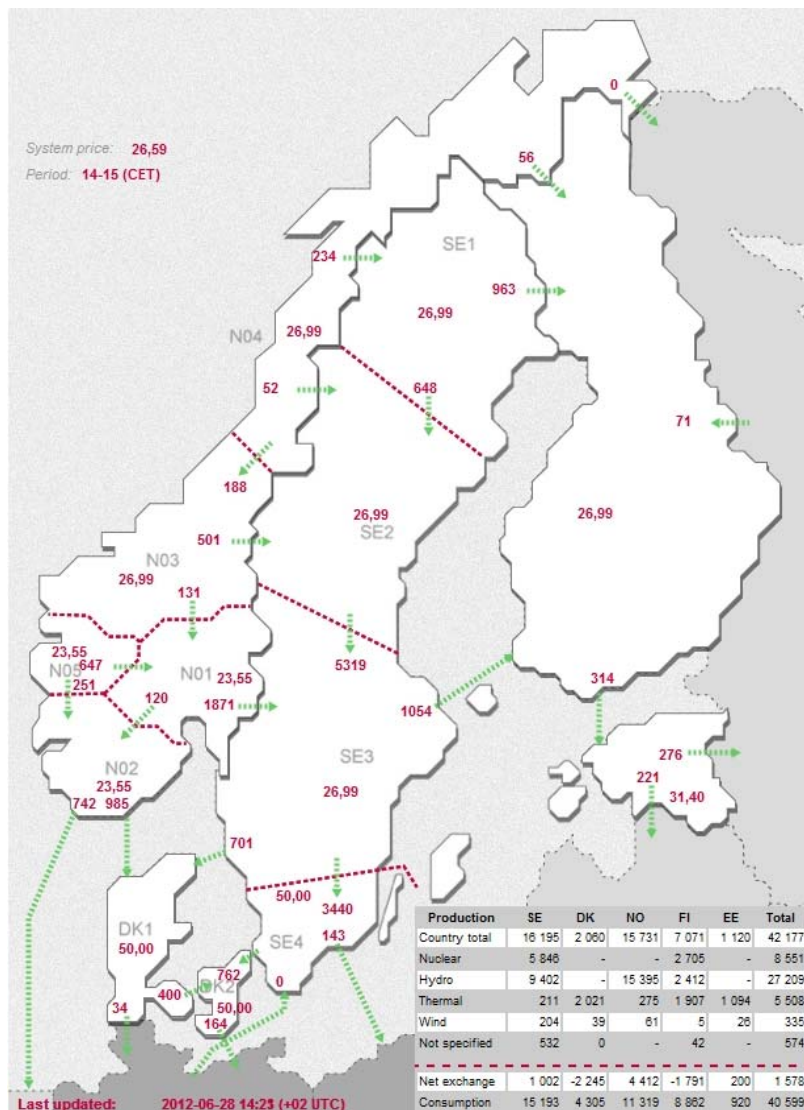 0
System price: 26,59
56
Period: 14-15 (CET)
234
SE1
963
26,99
N04
26,99
52
648
71
188
26,99
26,99
SE2
501
N03
26,99
131
5319
23,55
647
N05
N01
23,55
251
120
1871
314
1054
276
SE3
221
N02
31,40
23,55
26,99
742
985
701
50,00
3440
DK1
50,00
SE4
143
762
0
DK2
400
50,00
34
164
Production SE DK NO FI EE Total
Country total 16 195 2 060 15 731 7 071 1 120 42 177
Nuclear 5 846 - - 2 705 - 8 551
Hydro 9 402 - 15 395 2 412 - 27 209
Thermal 211 2 021 275 1 907 1 094 5 508
Wind 204 39 61 5 26 335
Not specified 532 0 - 42 - 574
Net exchange 1 002 -2 245 4 412 -1 791 200 1 578
Consumption 15 193 4 305 11 319 8 862 920 40 599
Last updated: 2012-06-28 14:23 (+02 UTC)